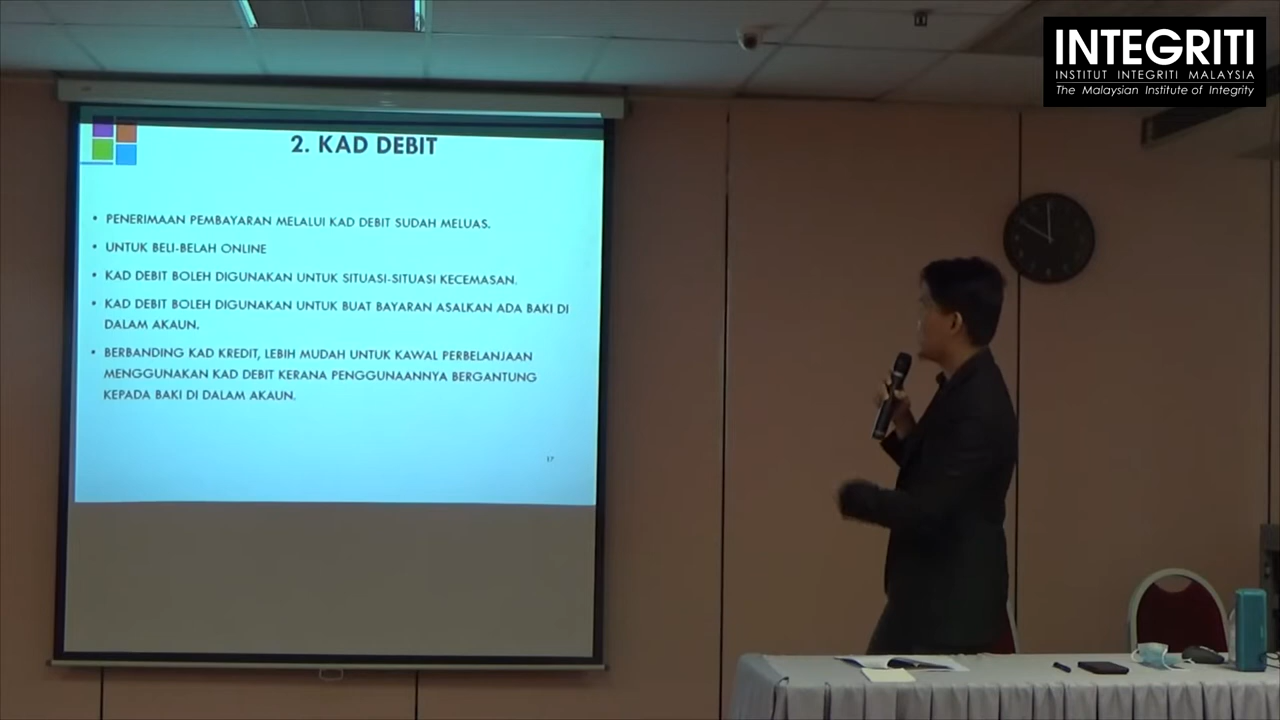 INTEGRITI
INSTITUT INTEGRITI MALAYSIA
The Malaysian Institute of Integrity
2. KAD DEBIT
• PENERIMAAN PEMBAYARAN MELALUI KAD DEBIT SUDAH MELUAS.
• UNTUK BELI-BELAH ONLINE
• KAD DEBIT BOLEH DIGUNAKAN UNTUK SITUASI-SITUASI KECEMASAN.
• KAD DEBIT BOLEH DIGUNAKAN UNTUK BUAT BAYARAN ASALKAN ADA BAKI DI
DALAM AKAUN.
• BERBANDING KAD KREDIT, LEBIH MUDAH UNTUK KAWAL PERBELANJAAN
MENGGUNAKAN KAD DEBIT KERANA PENGGUNAANNYA BERGANTUNG
KEPADA BAKI DI DALAM AKAUN.
17